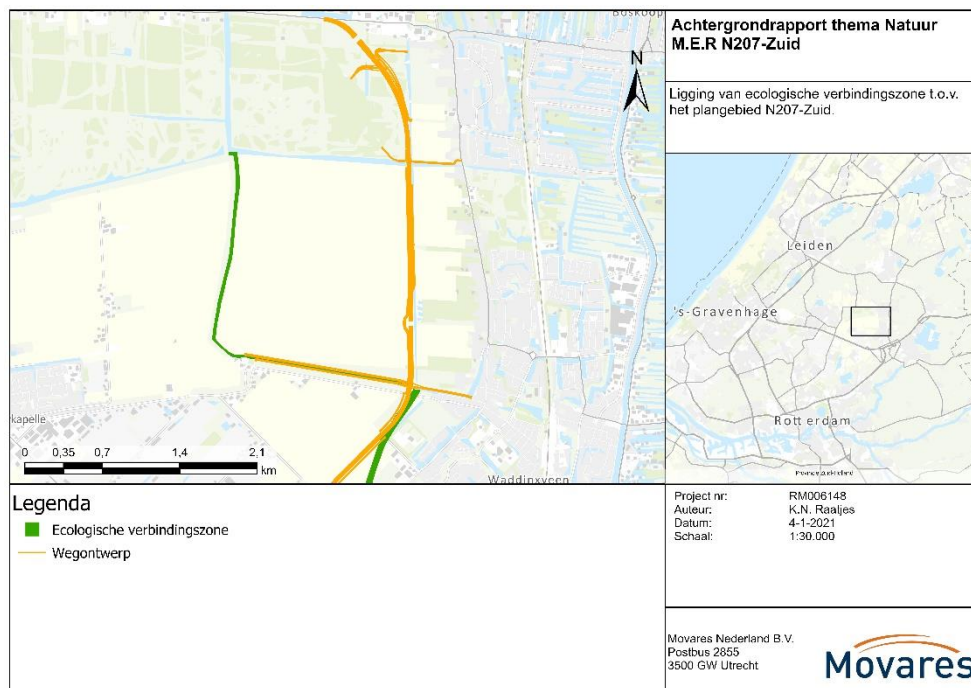 Boskoop
Achtergrondrapport thema Natuur
M.E.R N207-Zuid
N
Ligging van ecologische verbindingszone t.o.v.
het plangebied N207-Zuid.
Leiden
's-Gravenhage
Rotterdam
kapelle
0 0,35 0,7 1,4 2,1
km
Waddinxveen
Legenda
Ecologische verbindingszone
Wegontwerp
Project nr: RM006148
Auteur: K.N. Raatjes
Datum: 4-1-2021
Schaal: 1:30.000
Movares Nederland B.V.
Postbus 2855
3500 GW Utrecht
Movares